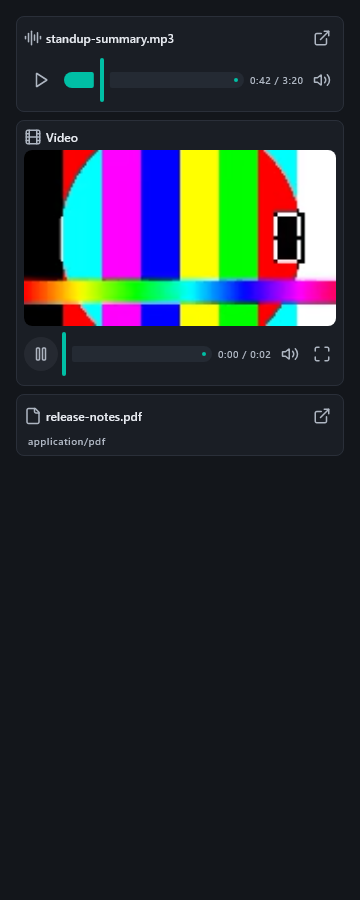 standup-summary.mp3
0:42 / 3:20
Video
0:00 / 0:02
release-notes.pdf
application/pdf